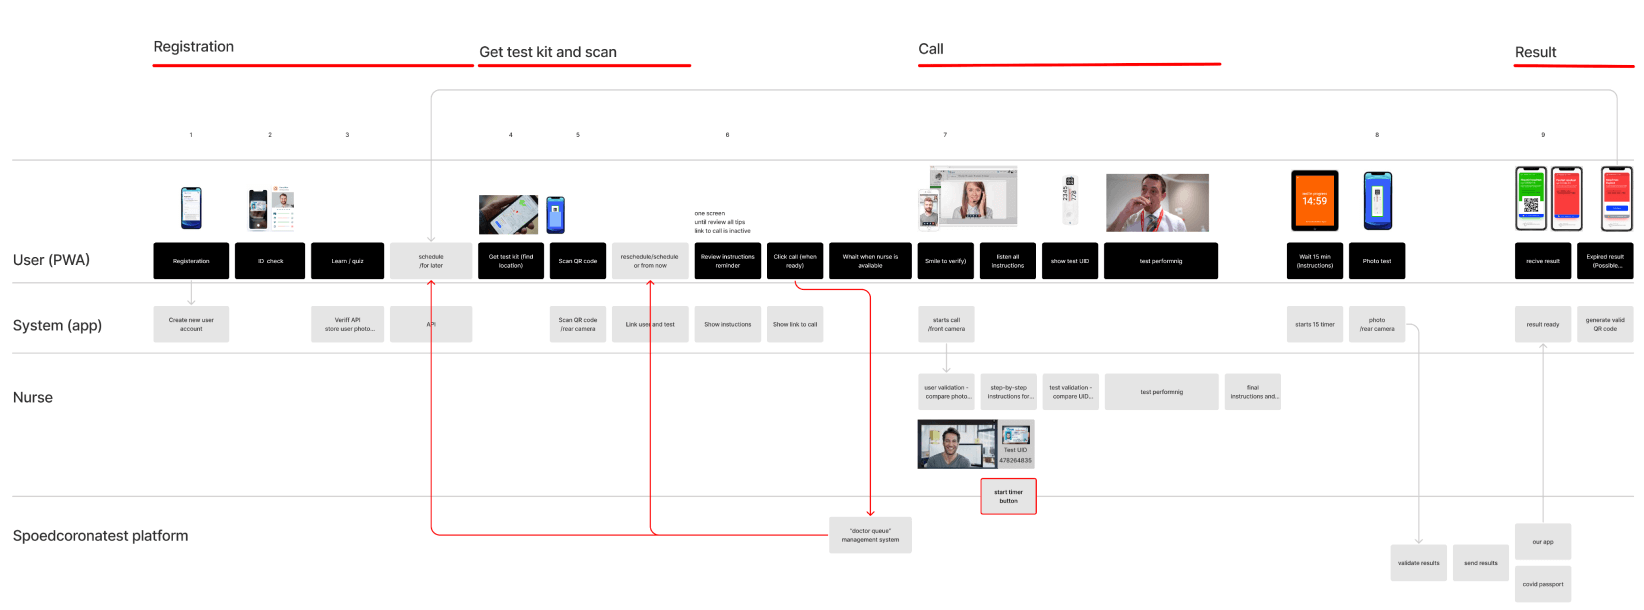 Registration
Get test kit and scan
Call
Result
1
2
3
4
5
6
7
8
9
one screen
until review all tips
link to call is inactive
2345
778
14:59
User (PWA)
Registeration
ID check
Learn / quiz
schedule
/for later
Get test kit (find
location)
Scan QR code
reschedule/schedule
or from now
Review instructions
reminder
Click call (when
ready)
Whait when nurse is
available
Smile to verify)
listen all
instructions
show test UID
test performnig
Wait 15 min
(instructions)
Photo test
recive result
Expired result
(Possible...
System (app)
Create new user
account
Veriff API
store user photo...
API
Scan QR code
/rear camera
Link user and test
Show instuctions
Show link to call
starts call
/front camera
starts 15 timer
photo
/rear camera
result ready
generate valid
QR code
Nurse
user validation -
compare photo...
step-by-step
instructions for...
test validation -
compare UID...
test performnig
final
instructions and...
Test UID
478264835
start timer
button
Spoedcoronatest platform
"doctor queue"
management system
validate results
send results
our app
covid passport